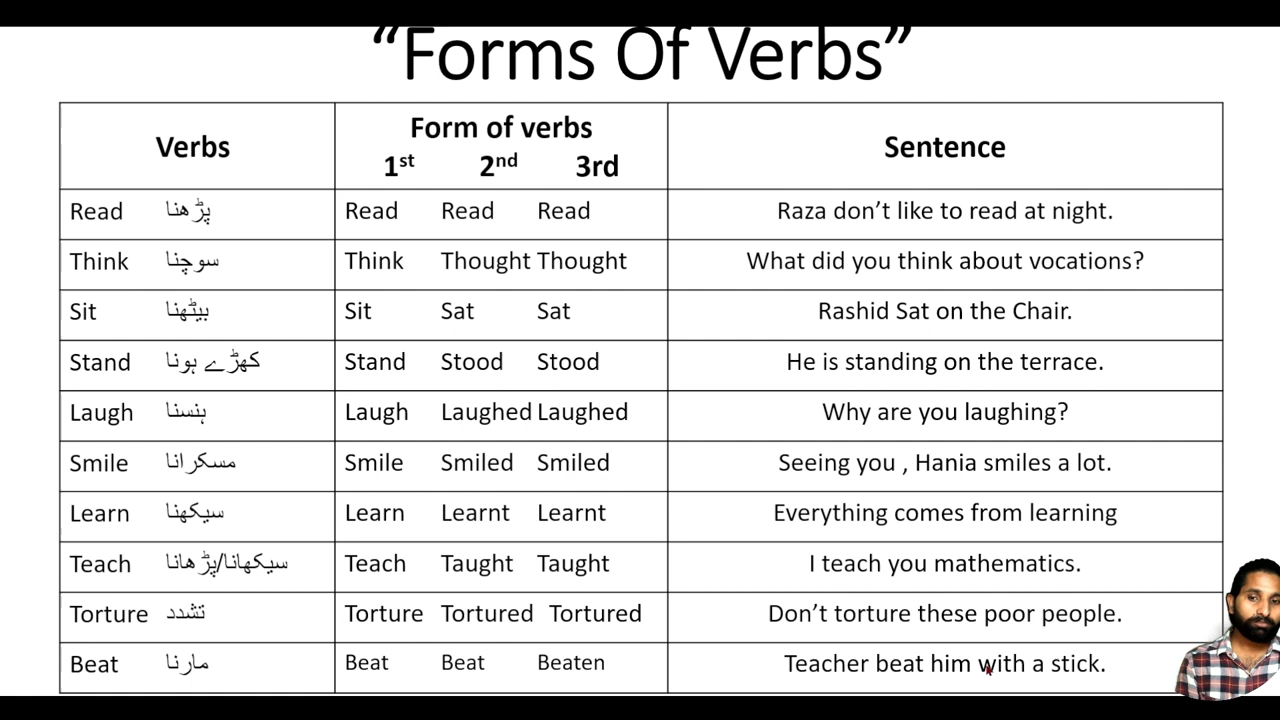 “Forms Of Verbs”
Verbs Form of verbs Sentence
1st 2nd 3rd
Read پڑھنا Read Read Read Raza don’t like to read at night.
Think سوچنا Think Thought Thought What did you think about vocations?
Sit بیٹھنا Sit Sat Sat Rashid Sat on the Chair.
Stand کھڑے ہونا Stand Stood Stood He is standing on the terrace.
Laugh ہنسنا Laugh Laughed Laughed Why are you laughing?
Smile مسکرانا Smile Smiled Smiled Seeing you , Hania smiles a lot.
Learn سیکھنا Learn Learnt Learnt Everything comes from learning
Teach سیکھانا/پڑھانا Teach Taught Taught I teach you mathematics.
Torture تشدد Torture Tortured Tortured Don’t torture these poor people.
Beat مارنا Beat Beat Beaten Teacher beat him with a stick.